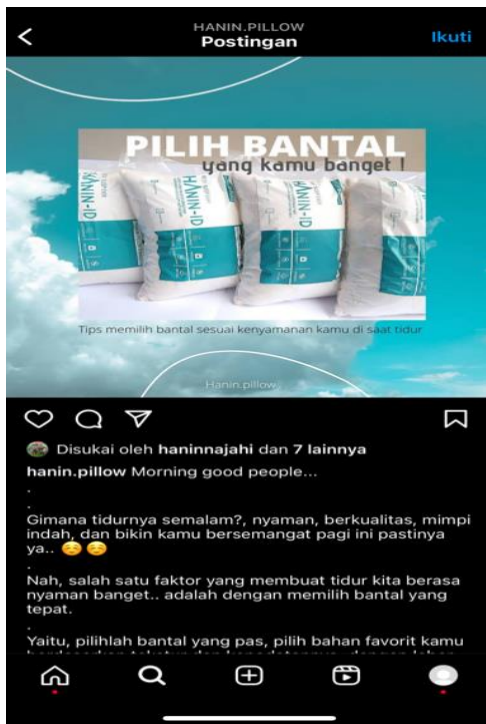 HANIN.PILLOW
Postingan
Ikuti
PILIH BANTAL
yang kamu banget !
HANIN-ID
HANIN-ID
HANIN-ID
Tips memilih bantal sesuai kenyamanan kamu di saat tidur
Hanin.pillow
Disukai oleh haninnajahi dan 7 lainnya
hanin.pillow Morning good people...
.
.
Gimana tidurnya semalam?, nyaman, berkualitas, mimpi
indah, dan bikin kamu bersemangat pagi ini pastinya
ya..
.
Nah, salah satu faktor yang membuat tidur kita berasa
nyaman banget.. adalah dengan memilih bantal yang
tepat.
.
Yaitu, pilihlah bantal yang pas, pilih bahan favorit kamu